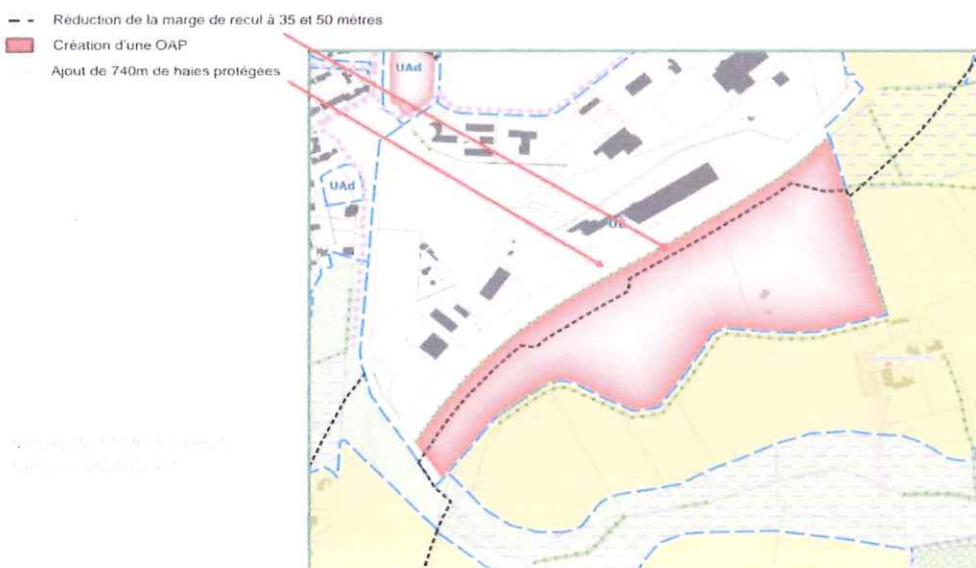 Réduction de la marge de recul à 35 et 50 mètres
Création d'une OAP
Ajout de 740m de haies protégées
UAd
UAd